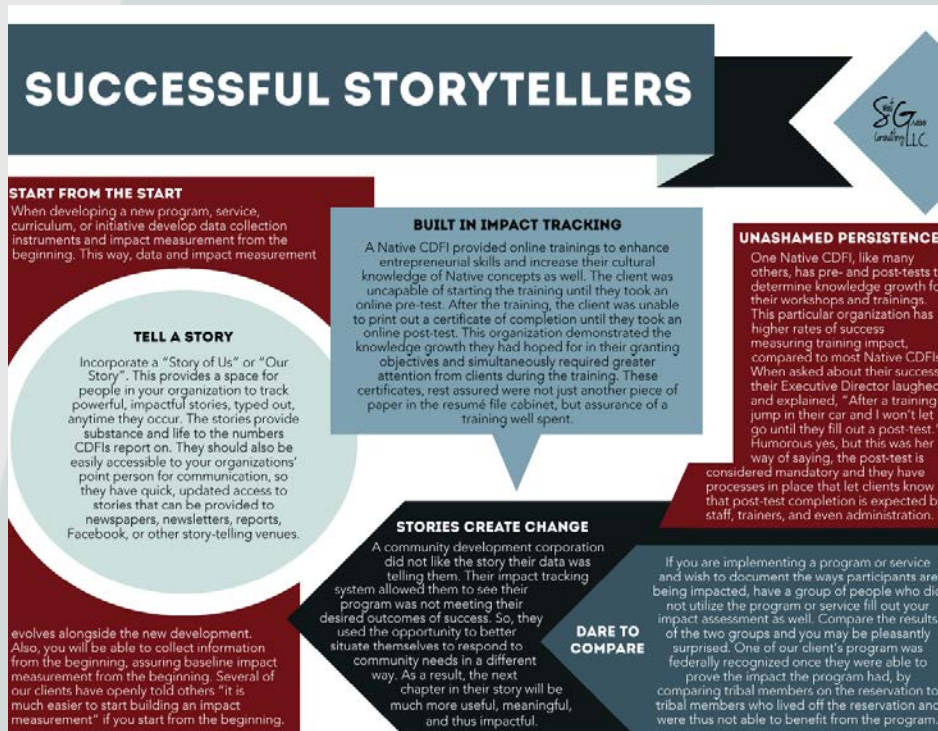 SUCCESSFUL STORYTELLERS
Sweet
Grass
Consulting LLC
START FROM THE START
When developing a new program, service,
curriculum, or initiative develop data collection
instruments and impact measurement from the
beginning. This way, data and impact measurement
TELL A STORY
Incorporate a "Story of Us" or "Our
Story". This provides a space for
people in your organization to track
powerful, impactful stories, typed out,
anytime they occur. The stories provide
substance and life to the numbers
CDFIs report on. They should also be
easily accessible to your organizations'
point person for communication, so
they have quick, updated access to
stories that can be provided to
newspapers, newsletters, reports,
Facebook, or other story-telling venues.
evolves alongside the new development.
Also, you will be able to collect information
from the beginning, assuring baseline impact
measurement from the beginning. Several of
our clients have openly told others "it is
much easier to start building an impact
measurement" if you start from the beginning.
BUILT IN IMPACT TRACKING
A Native CDFI provided online trainings to enhance
entrepreneurial skills and increase their cultural
knowledge of Native concepts as well. The client was
uncapable of starting the training until they took an
online pre-test. After the training, the client was unable
to print out a certificate of completion until they took an
online post-test. This organization demonstrated the
knowledge growth they had hoped for in their granting
objectives and simultaneously required greater
attention from clients during the training. These
certificates, rest assured were not just another piece of
paper in the resumé file cabinet, but assurance of a
training well spent.
UNASHAMED PERSISTENCE
One Native CDFI, like many
others, has pre- and post-tests t
determine knowledge growth fo
their workshops and trainings.
This particular organization has
higher rates of success
measuring training impact,
compared to most Native CDFIs
When asked about their success
their Executive Director laughed
and explained, "After a training
jump in their car and I won't let
go until they fill out a post-test."
Humorous yes, but this was her
way of saying, the post-test is
considered mandatory and they have
processes in place that let clients know
that post-test completion is expected by
staff, trainers, and even administration.
STORIES CREATE CHANGE
A community development corporation
did not like the story their data was
telling them. Their impact tracking
system allowed them to see their
program was not meeting their
desired outcomes of success. So, they
used the opportunity to better
situate themselves to respond to
community needs in a different
way. As a result, the next
chapter in their story will be
much more useful, meaningful,
and thus impactful.
DARE TO
COMPARE
If you are implementing a program or service
and wish to document the ways participants are
being impacted, have a group of people who did
not utilize the program or service fill out your
impact assessment as well. Compare the results
of the two groups and you may be pleasantly
surprised. One of our client's program was
federally recognized once they were able to
prove the impact the program had, by
comparing tribal members on the reservation to
tribal members who lived off the reservation and
were thus not able to benefit from the program.